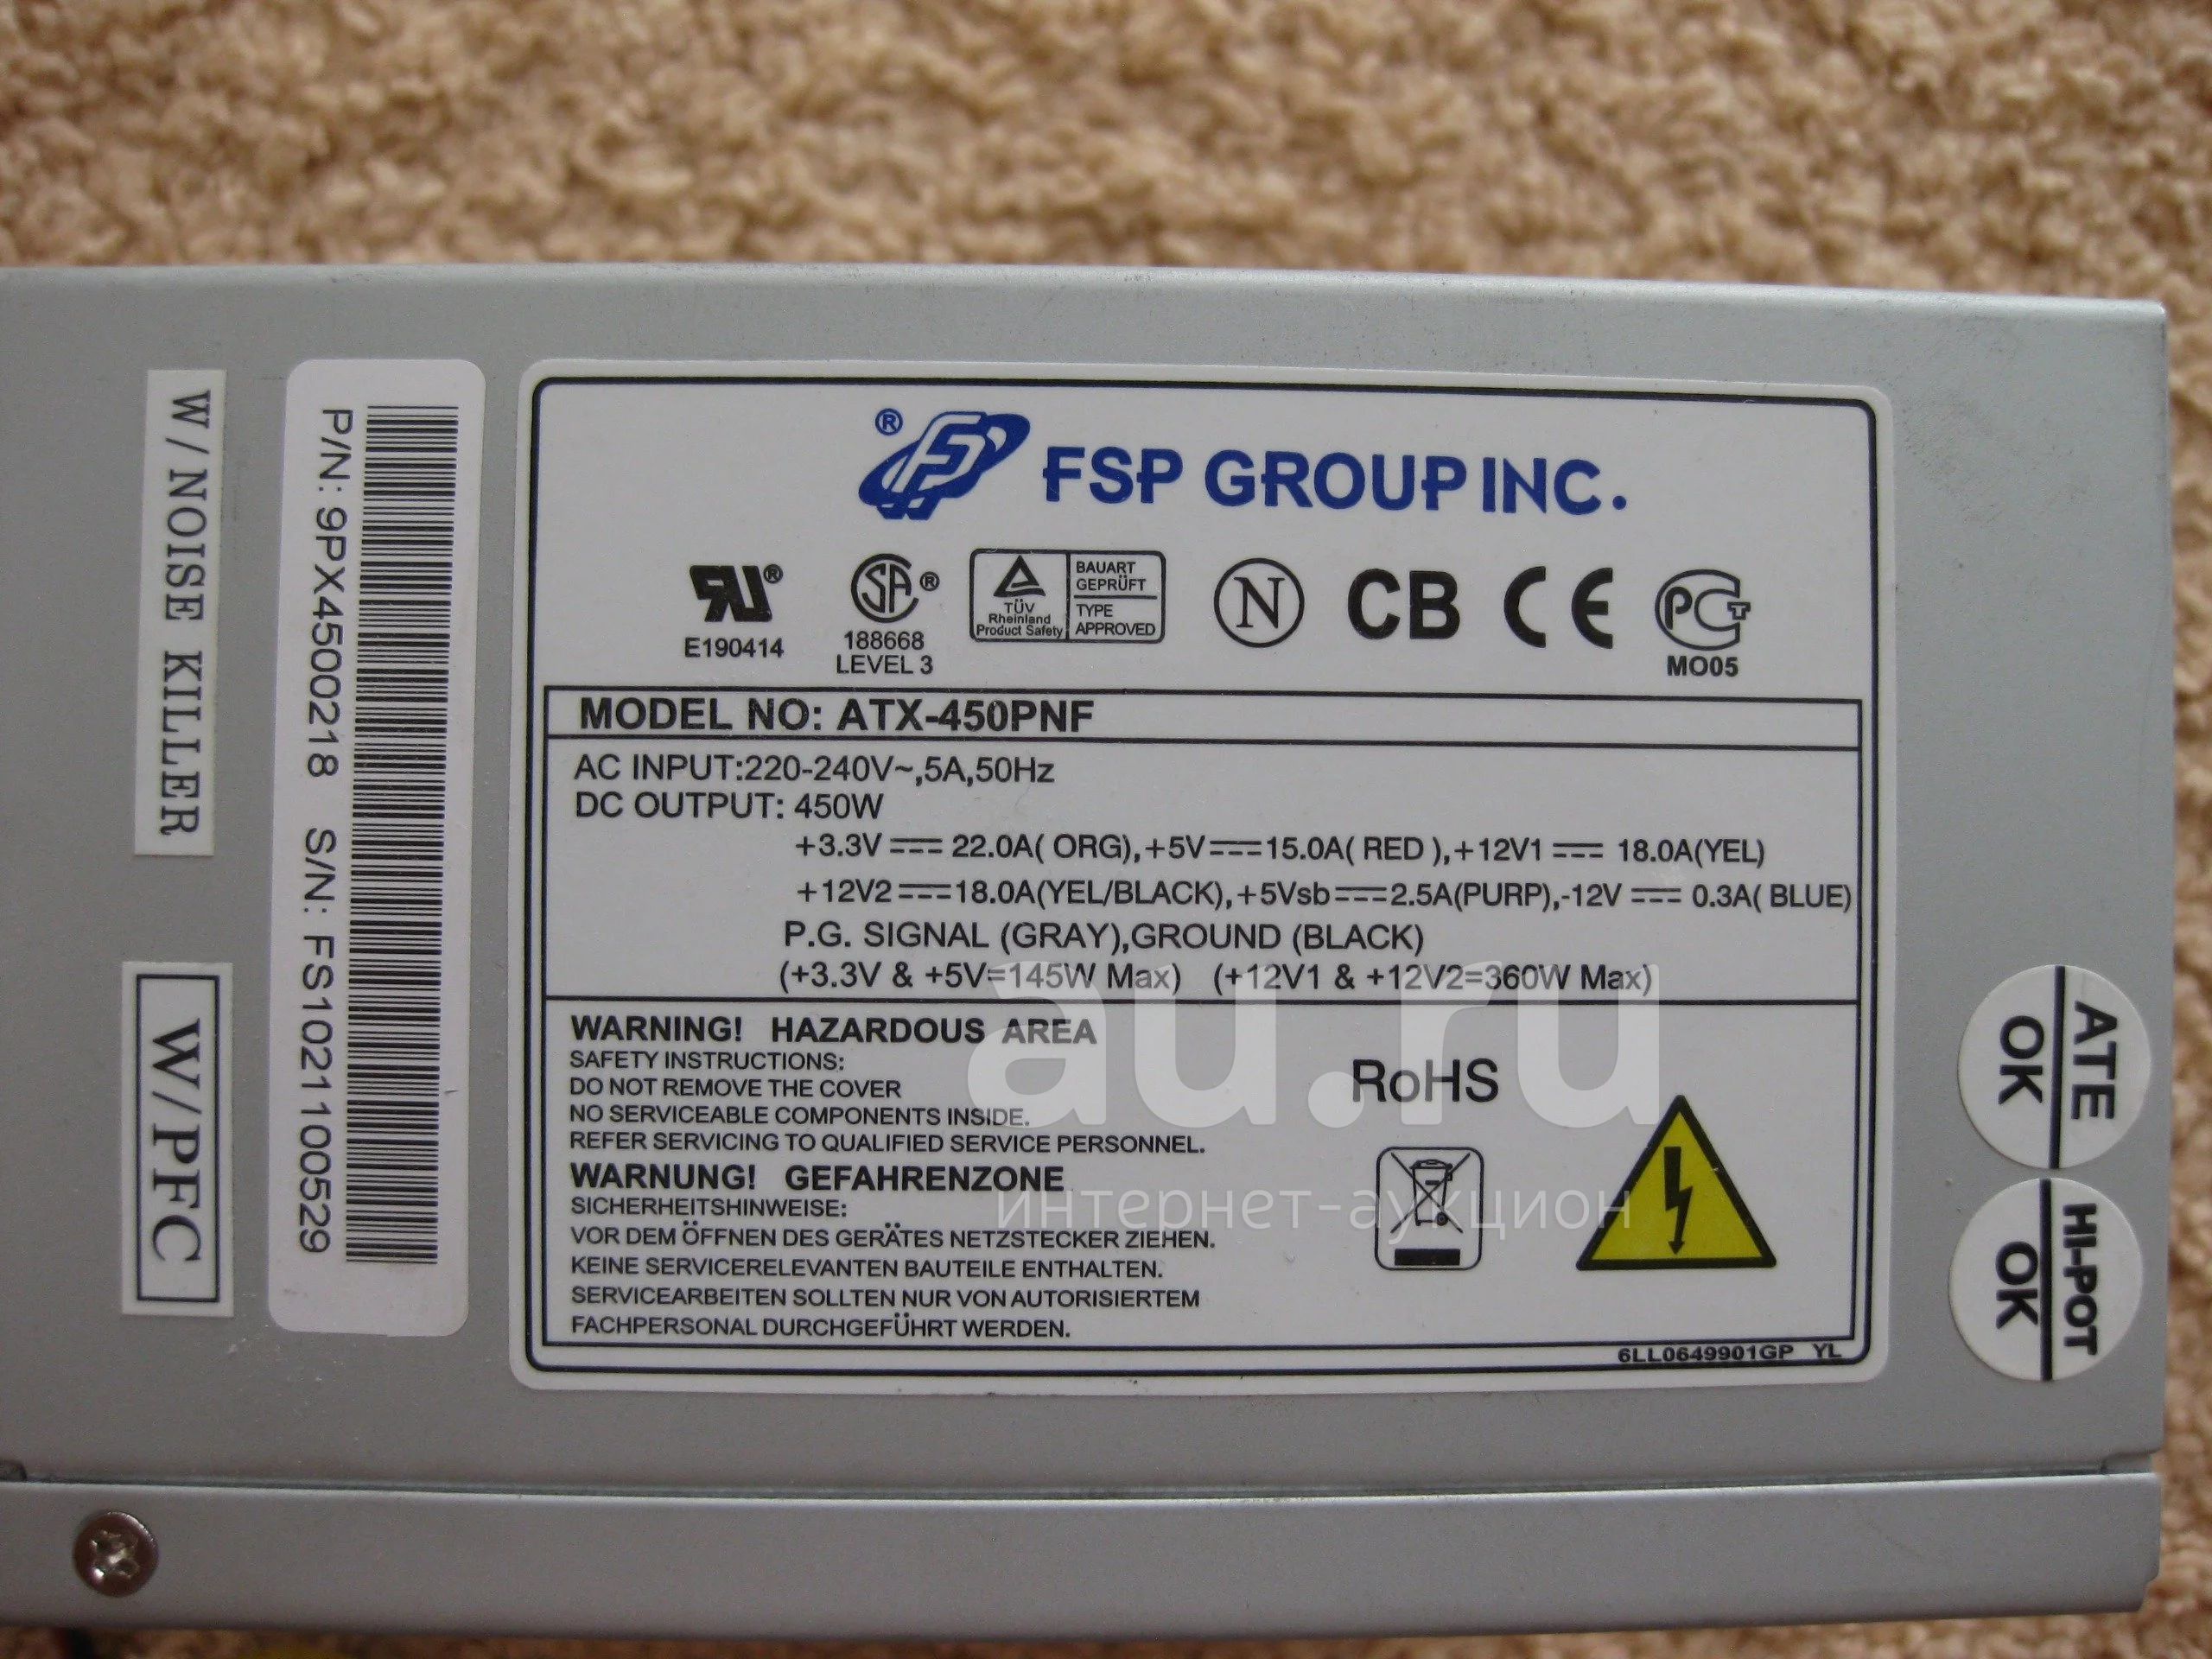 W/NOISE KILLER
W/PFC
P/N: 9PX4500218 S/N: FS1021100529
® FSP GROUP INC.
RU®
E190414
SA®
188668
LEVEL 3
TÜV
Rheinland
Product Safety
BAUART
GEPRÜFT
TYPE
APPROVED
N
CB
CE
PCT
MO05
MODEL NO: ATX-450PNF
AC INPUT:220-240V~,5A,50Hz
DC OUTPUT: 450W
+3.3V ⎓ 22.0A( ORG),+5V⎓15.0A( RED ),+12V1 ⎓ 18.0A(YEL)
+12V2⎓18.0A(YEL/BLACK),+5Vsb⎓2.5A(PURP),-12V ⎓ 0.3A( BLUE)
P.G. SIGNAL (GRAY),GROUND (BLACK)
(+3.3V & +5V=145W Max) (+12V1 & +12V2=360W Max)
WARNING! HAZARDOUS AREA
SAFETY INSTRUCTIONS:
DO NOT REMOVE THE COVER
NO SERVICEABLE COMPONENTS INSIDE.
REFER SERVICING TO QUALIFIED SERVICE PERSONNEL.
WARNUNG! GEFAHRENZONE
SICHERHEITSHINWEISE:
VOR DEM ÖFFNEN DES GERÄTES NETZSTECKER ZIEHEN.
KEINE SERVICERELEVANTEN BAUTEILE ENTHALTEN.
SERVICEARBEITEN SOLLTEN NUR VON AUTORISIERTEM
FACHPERSONAL DURCHGEFÜHRT WERDEN.
RoHS
6LL0649901GP YL
ATE
OK
HI-POT
OK
au.ru
интернет-аукцион